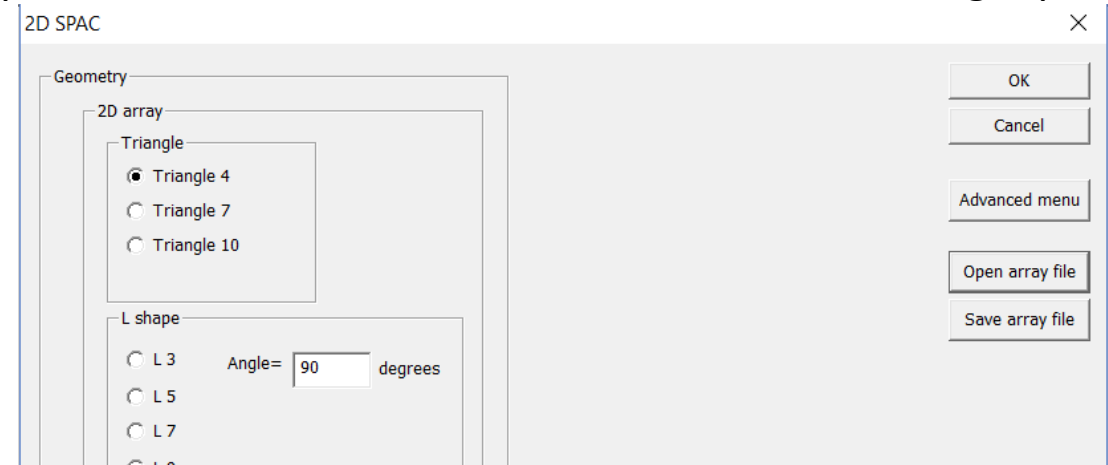 2D SPAC
Geometry
2D array
Triangle
Triangle 4
Triangle 7
Triangle 10
L shape
L 3
Angle= 90 degrees
L 5
L 7
OK
Cancel
Advanced menu
Open array file
Save array file